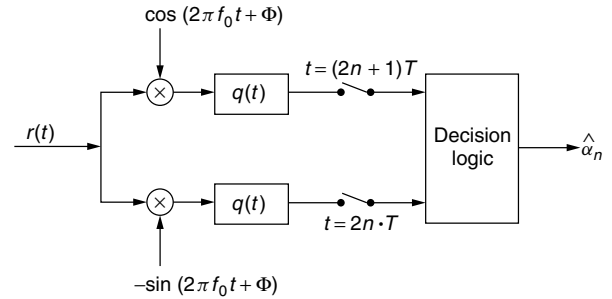 cos (2πf₀t + Φ)
t = (2n + 1)T
q(t)
r(t)
Decision
logic
α̂ₙ
q(t)
t = 2n • T
−sin (2πf₀t + Φ)